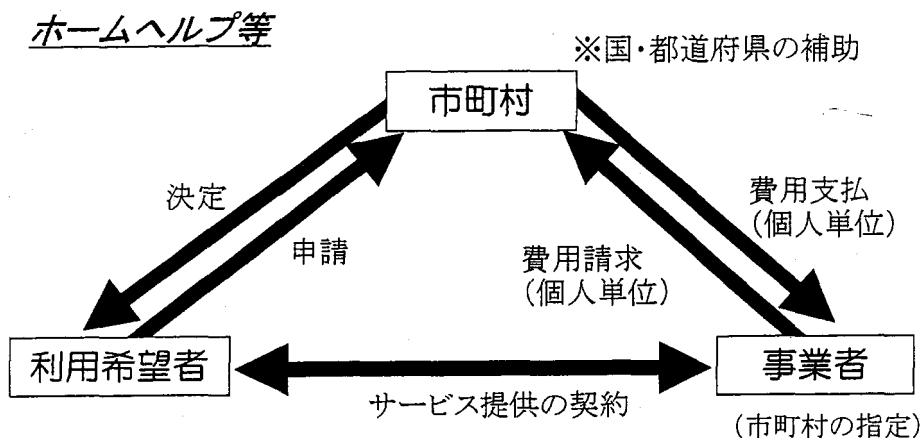 ホームヘルプ等
※国・都道府県の補助
市町村
決定
申請
費用支払
(個人単位)
費用請求
(個人単位)
利用希望者
事業者
サービス提供の契約
(市町村の指定)